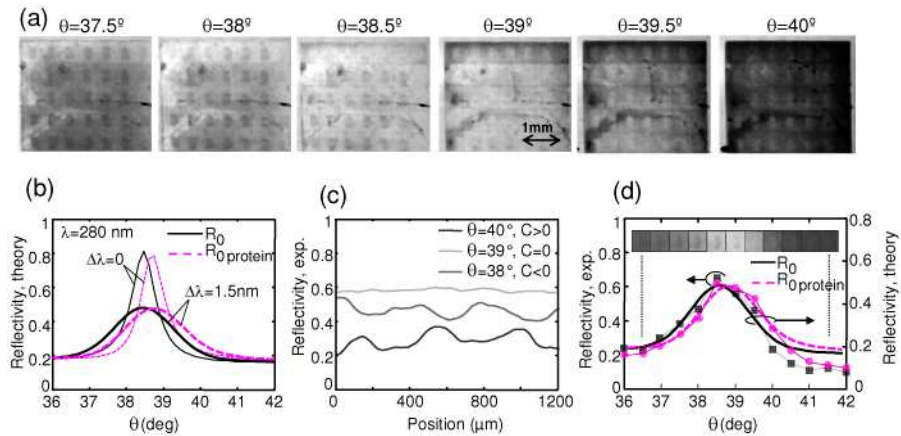 (a)
θ=37.5º θ=38º θ=38.5º θ=39º θ=39.5º θ=40º
1mm
(b)
λ=280 nm
R0
R0 protein
Δλ=0
Δλ=1.5nm
Reflectivity, theory
1
0.8
0.6
0.4
0.2
0
36 37 38 39 40 41 42
θ(deg)
(c)
θ=40°, C>0
θ=39°, C=0
θ=38°, C<0
Reflectivity, exp.
1
0.8
0.6
0.4
0.2
0
0 400 800 1200
Position (μm)
(d)
R0
R0 protein
Reflectivity, exp.
1
0.8
0.6
0.4
0.2
0
0.8
0.6
0.4
0.2
0
Reflectivity, theory
36 37 38 39 40 41 42
θ(deg)